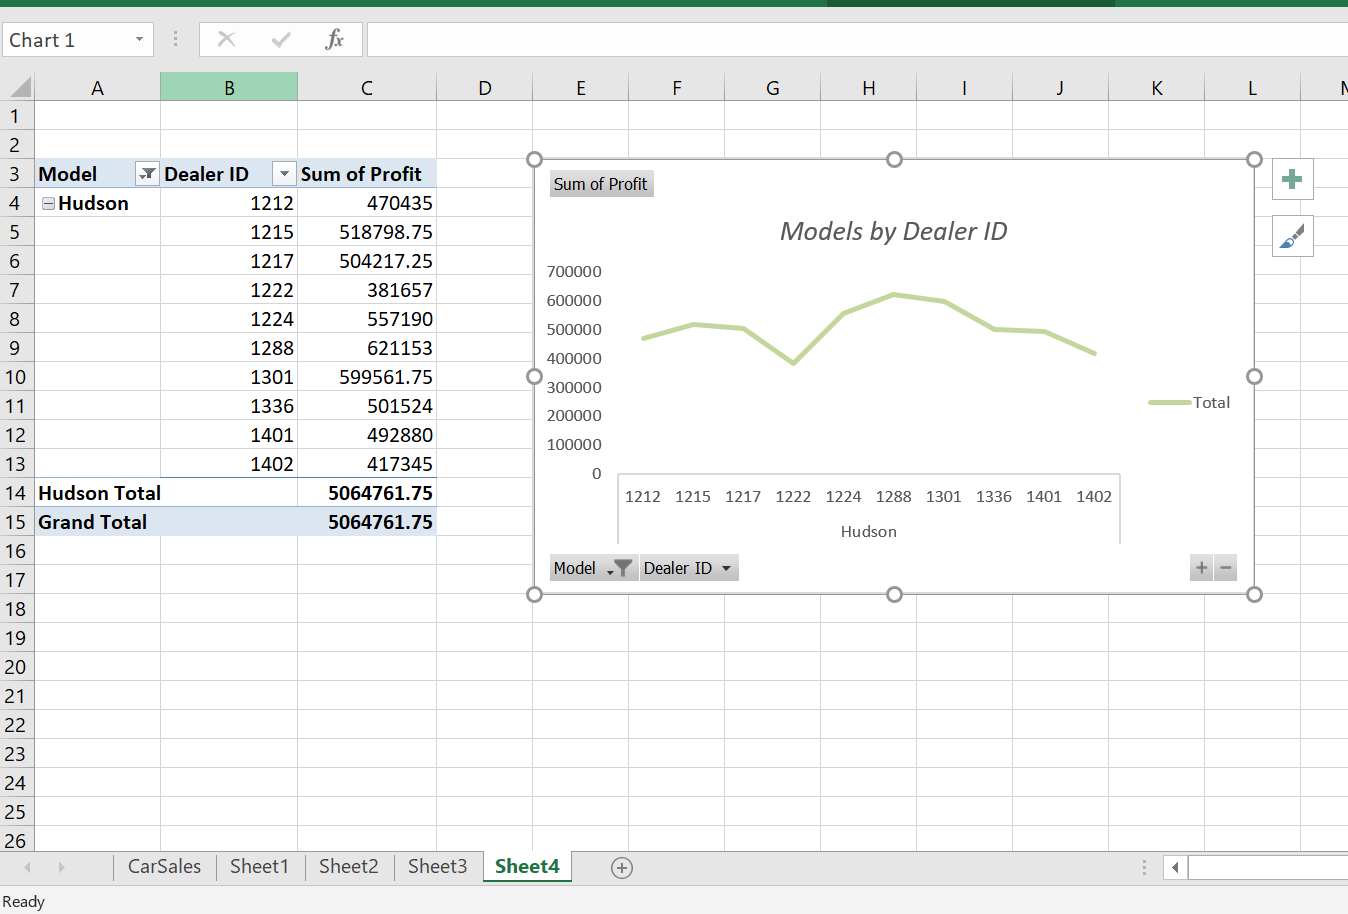 Chart 1
fx
A B C D E F G H I J K L
1
2
3 Model Dealer ID Sum of Profit
4 Hudson 1212 470435
5 1215 518798.75
6 1217 504217.25
7 1222 381657
8 1224 557190
9 1288 621153
10 1301 599561.75
11 1336 501524
12 1401 492880
13 1402 417345
14 Hudson Total 5064761.75
15 Grand Total 5064761.75
16
17
18
19
20
21
22
23
24
25
26
Sum of Profit
Models by Dealer ID
700000
600000
500000
400000
300000
200000
100000
0
Total
1212 1215 1217 1222 1224 1288 1301 1336 1401 1402
Hudson
Model Dealer ID
CarSales Sheet1 Sheet2 Sheet3 Sheet4
Ready